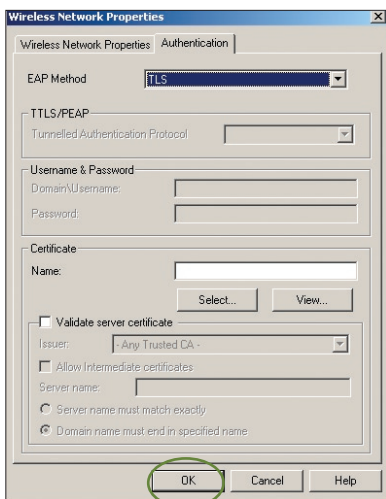 Wireless Network Properties
Wireless Network Properties Authentication
EAP Method TLS
TTLS/PEAP
Tunnelled Authentication Protocol
Username & Password
Domain\Username:
Password:
Certificate
Name:
Select... View...
Validate server certificate
Issuer: - Any Trusted CA -
Allow Intermediate certificates
Server name:
Server name must match exactly
Domain name must end in specified name
OK Cancel Help